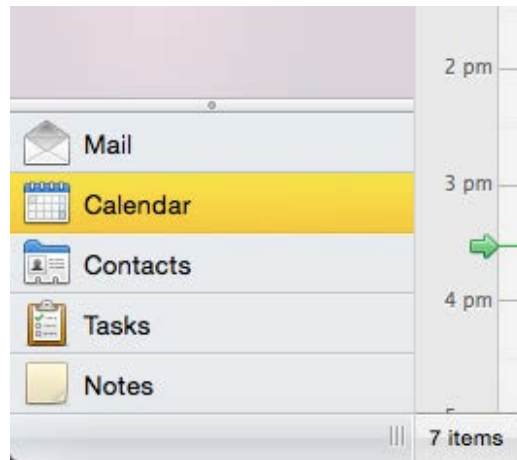 Mail
Calendar
Contacts
Tasks
Notes
2 pm
3 pm
4 pm
7 items